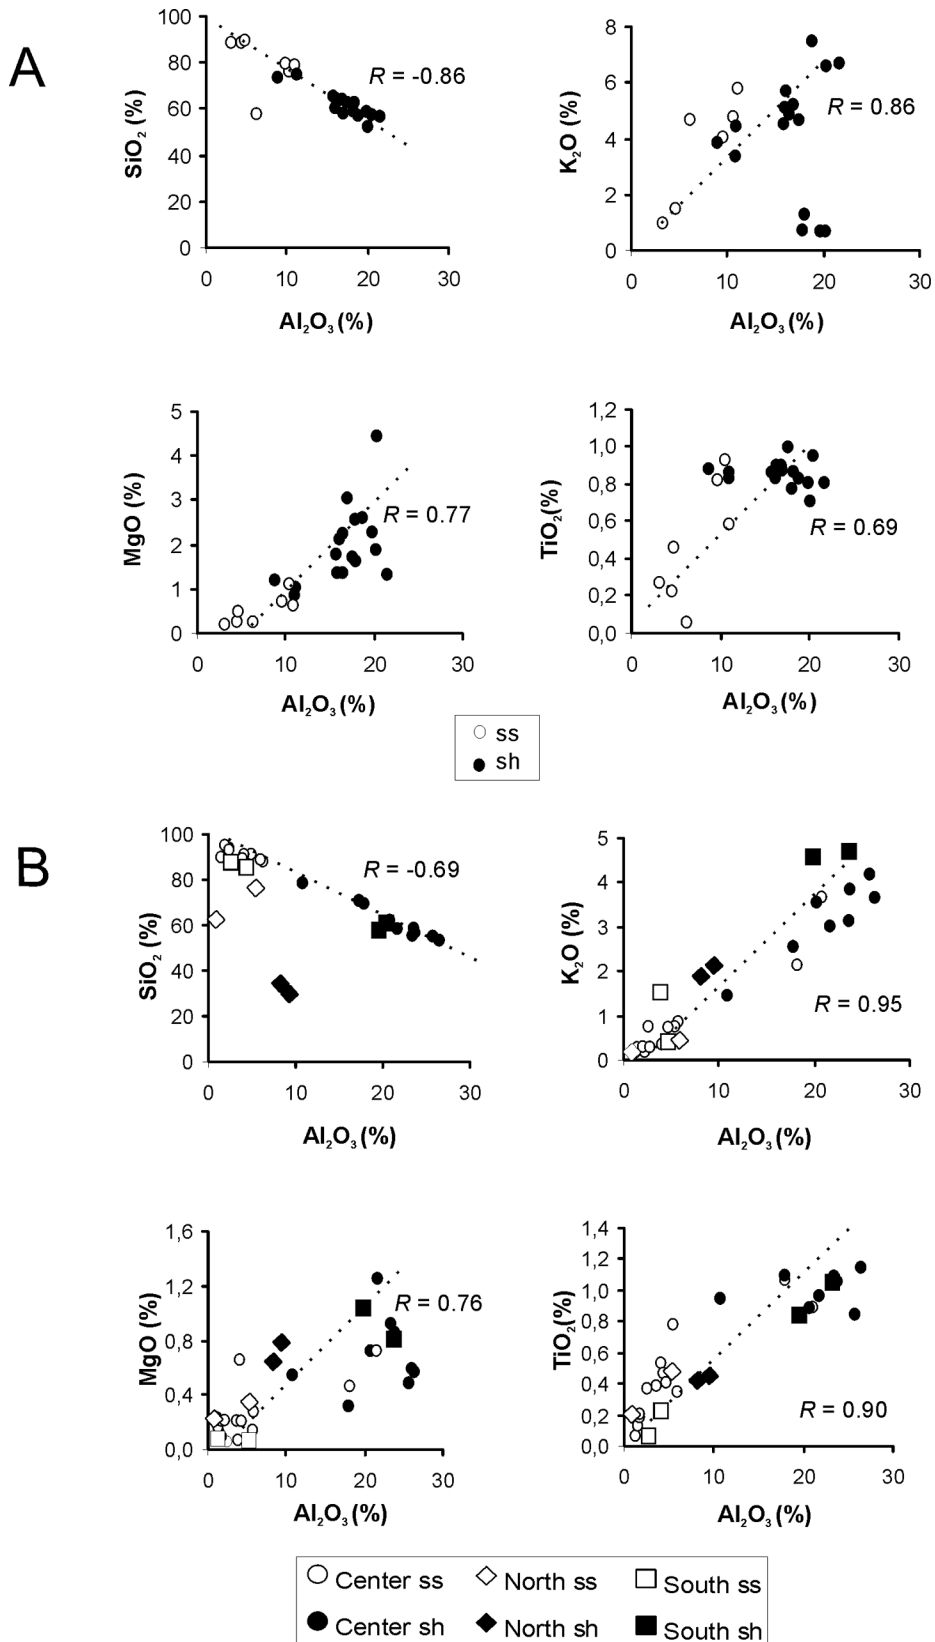 A
SiO₂ (%)
100
80
60
40
20
0
R = -0.86
0 10 20 30
Al₂O₃ (%)
K₂O (%)
8
6
4
2
0
R = 0.86
0 10 20 30
Al₂O₃ (%)
MgO (%)
5
4
3
2
1
0
R = 0.77
0 10 20 30
Al₂O₃ (%)
TiO₂(%)
1,2
1,0
0,8
0,6
0,4
0,2
0,0
R = 0.69
0 10 20 30
Al₂O₃ (%)
ss
sh
B
SiO₂ (%)
100
80
60
40
20
0
R = -0.69
0 10 20 30
Al₂O₃ (%)
K₂O (%)
5
4
3
2
1
0
R = 0.95
0 10 20 30
Al₂O₃ (%)
MgO (%)
1,6
1,2
0,8
0,4
0,0
R = 0.76
0 10 20 30
Al₂O₃ (%)
TiO₂(%)
1,4
1,2
1,0
0,8
0,6
0,4
0,2
0,0
R = 0.90
0 10 20 30
Al₂O₃ (%)
Center ss North ss South ss
Center sh North sh South sh